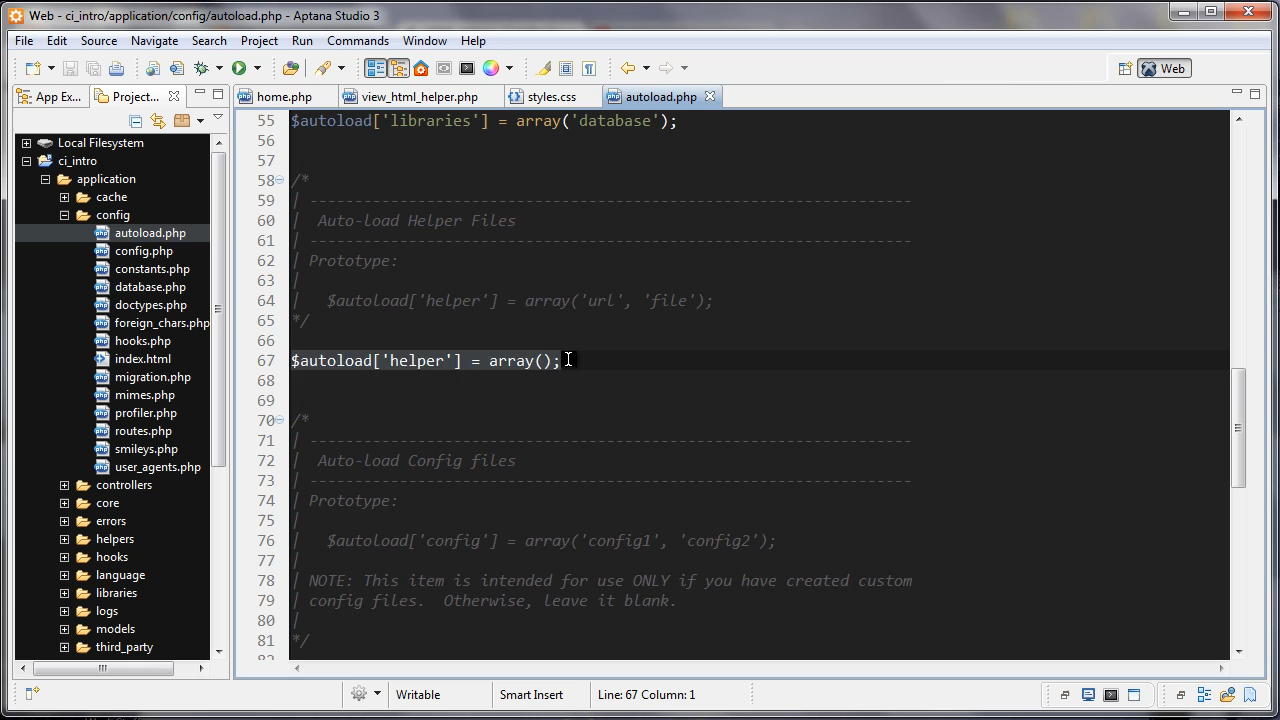 Web - ci_intro/application/config/autoload.php - Aptana Studio 3
File Edit Source Navigate Search Project Run Commands Window Help
Web
App Ex... Project... home.php view_html_helper.php styles.css autoload.php
Local Filesystem
ci_intro
application
cache
config
autoload.php
config.php
constants.php
database.php
doctypes.php
foreign_chars.php
hooks.php
index.html
migration.php
mimes.php
profiler.php
routes.php
smileys.php
user_agents.php
controllers
core
errors
helpers
hooks
language
libraries
logs
models
third_party
55 $autoload['libraries'] = array('database');
56
57
58 /*
59 | -------------------------------------------------------------------
60 |  Auto-load Helper Files
61 | -------------------------------------------------------------------
62 | Prototype:
63 |
64 |   $autoload['helper'] = array('url', 'file');
65 */
66
67 $autoload['helper'] = array();
68
69
70 /*
71 | -------------------------------------------------------------------
72 |  Auto-load Config files
73 | -------------------------------------------------------------------
74 | Prototype:
75 |
76 |   $autoload['config'] = array('config1', 'config2');
77 |
78 | NOTE: This item is intended for use ONLY if you have created custom
79 | config files.  Otherwise, leave it blank.
80 |
81 */
Writable Smart Insert Line: 67 Column: 1